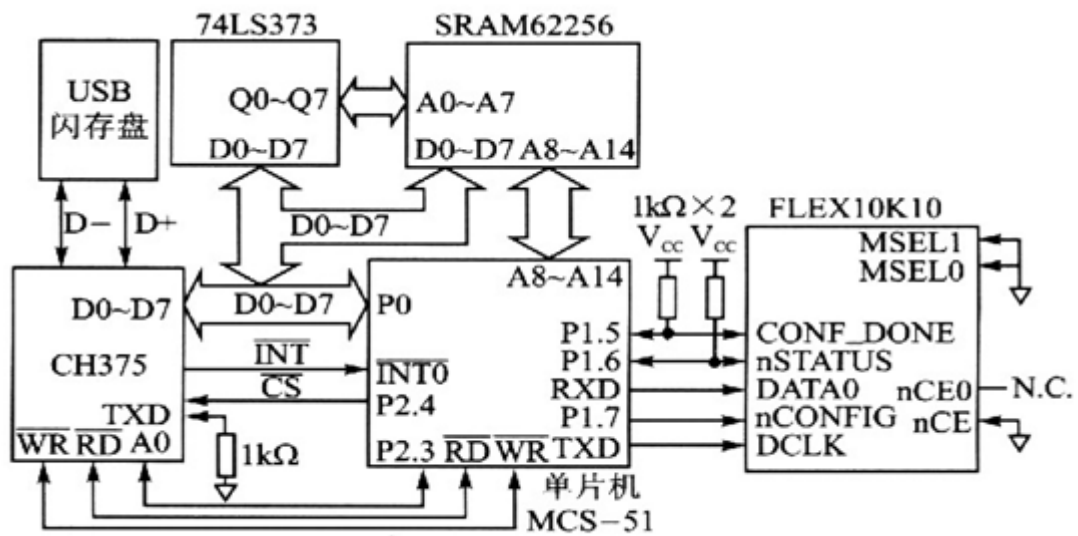 74LS373
SRAM62256
USB
闪存盘
Q0~Q7
A0~A7
D0~D7
D0~D7 A8~A14
D− D+
D0~D7
1kΩ×2
V_CC V_CC
FLEX10K10
MSEL1
MSEL0
A8~A14
D0~D7
D0~D7
P0
CH375
INT
INT0
CS
P2.4
TXD
WR RD A0
1kΩ
P2.3 RD WR TXD
P1.5
P1.6
RXD
P1.7
CONF_DONE
nSTATUS
DATA0
nCE0
N.C.
nCONFIG
nCE
DCLK
单片机
MCS−51